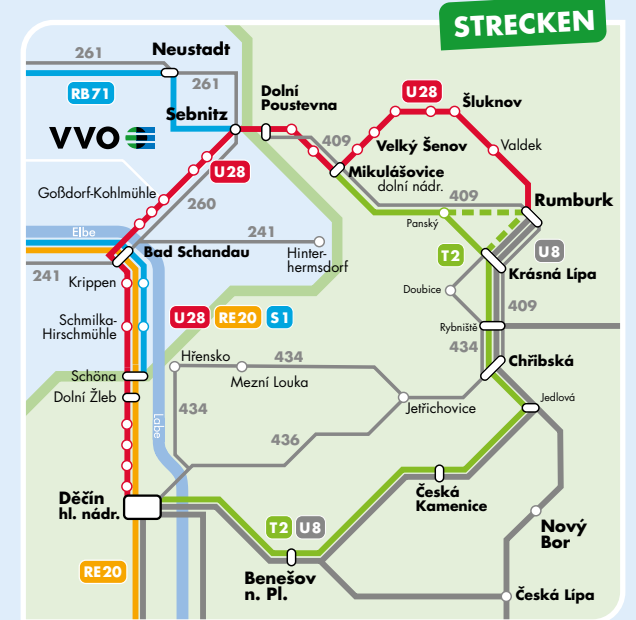 STRECKEN
261
Neustadt
RB71
261
Dolní
Poustevna
U28
Šluknov
Sebnitz
VVO
409
Velký Šenov
Valdek
U28
Mikulášovice
dolní nádr.
Goßdorf-Kohlmühle
260
409
Rumburk
Panský
Elbe
241
Bad Schandau
Hinter-
hermsdorf
T2
U8
241
Krásná Lípa
Krippen
Doubice
409
U28 RE20 S1
Schmilka-
Hirschmühle
Rybniště
434
Hřensko
434
Chřibská
Schöna
Mezní Louka
Dolní Žleb
Jetřichovice
Jedlová
434
Labe
436
Děčín
hl. nádr.
Česká
Kamenice
T2 U8
Nový
Bor
RE20
Benešov
n. Pl.
Česká Lípa